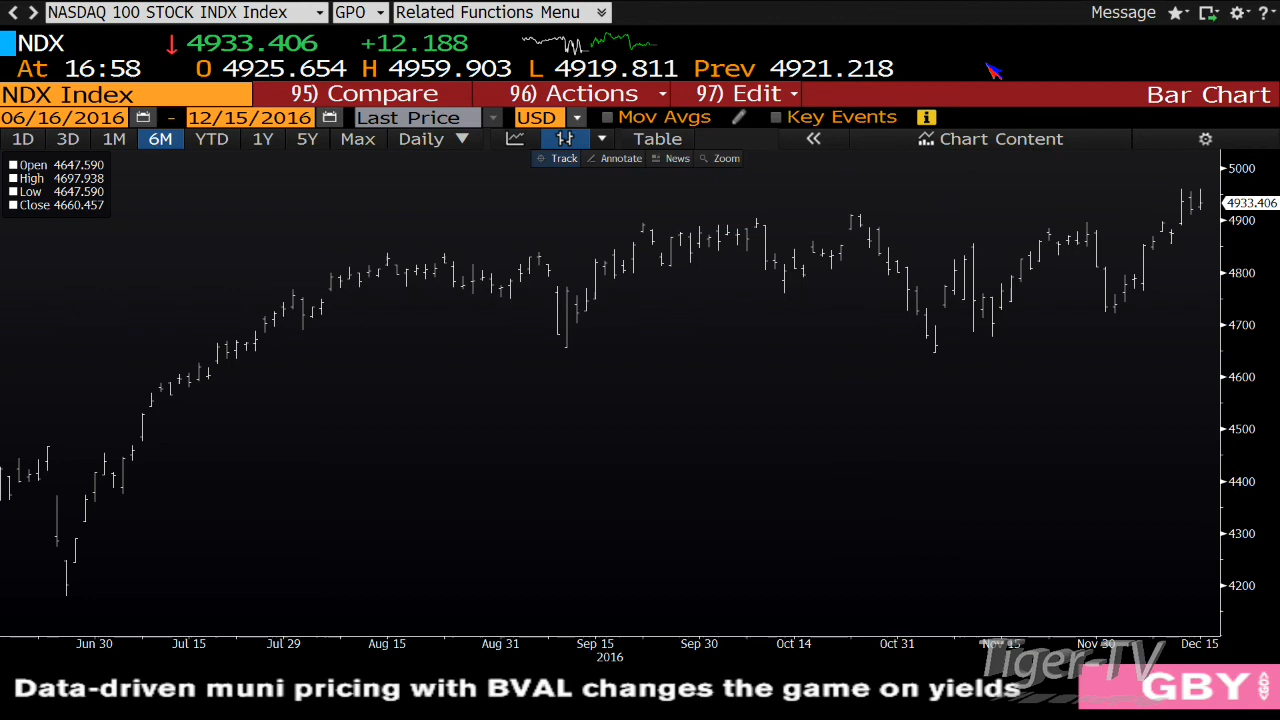 NASDAQ 100 STOCK INDX Index GPO Related Functions Menu Message ?
NDX 4933.406 +12.188
At 16:58 O 4925.654 H 4959.903 L 4919.811 Prev 4921.218
NDX Index 95) Compare 96) Actions 97) Edit Bar Chart
06/16/2016 - 12/15/2016 Last Price USD Mov Avgs Key Events i
1D 3D 1M 6M YTD 1Y 5Y Max Daily Table « Chart Content
Track Annotate News Zoom
Open 4647.590
High 4697.938
Low 4647.590
Close 4660.457
5000
4933.406
4900
4800
4700
4600
4500
4400
4300
4200
Jun 30 Jul 15 Jul 29 Aug 15 Aug 31 Sep 15 Sep 30 Oct 14 Oct 31 Nov 15 Nov 30 Dec 15
2016
Tiger-TV
Data-driven muni pricing with BVAL changes the game on yields GBY